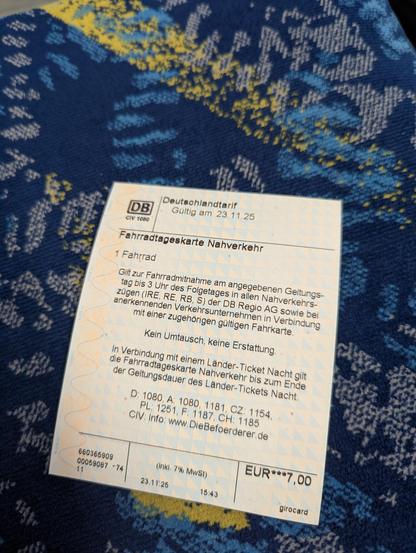 DB
CIV 1080
Deutschlandtarif
Gültig am 23.11.25
Fahrradtageskarte Nahverkehr
1 Fahrrad
Gilt zur Fahrradmitnahme am angegebenen Geltungs-
tag bis 3 Uhr des Folgetages in allen Nahverkehrs-
zügen (IRE, RE, RB, S) der DB Regio AG sowie bei
anerkennenden Verkehrsunternehmen in Verbindung
mit einer zugehörigen gültigen Fahrkarte.
Kein Umtausch, keine Erstattung.
In Verbindung mit einem Länder-Ticket Nacht gilt
die Fahrradtageskarte Nahverkehr bis zum Ende
der Geltungsdauer des Länder-Tickets Nacht.
D: 1080, A: 1080, 1181, CZ: 1154,
PL: 1251, F: 1187, CH: 1185
CIV. Info: www.DieBefoerderer.de
660365909
00059097 -74
11
(inkl. 7% MwSt)
23.11.25 15:43
EUR***7,00
girocard